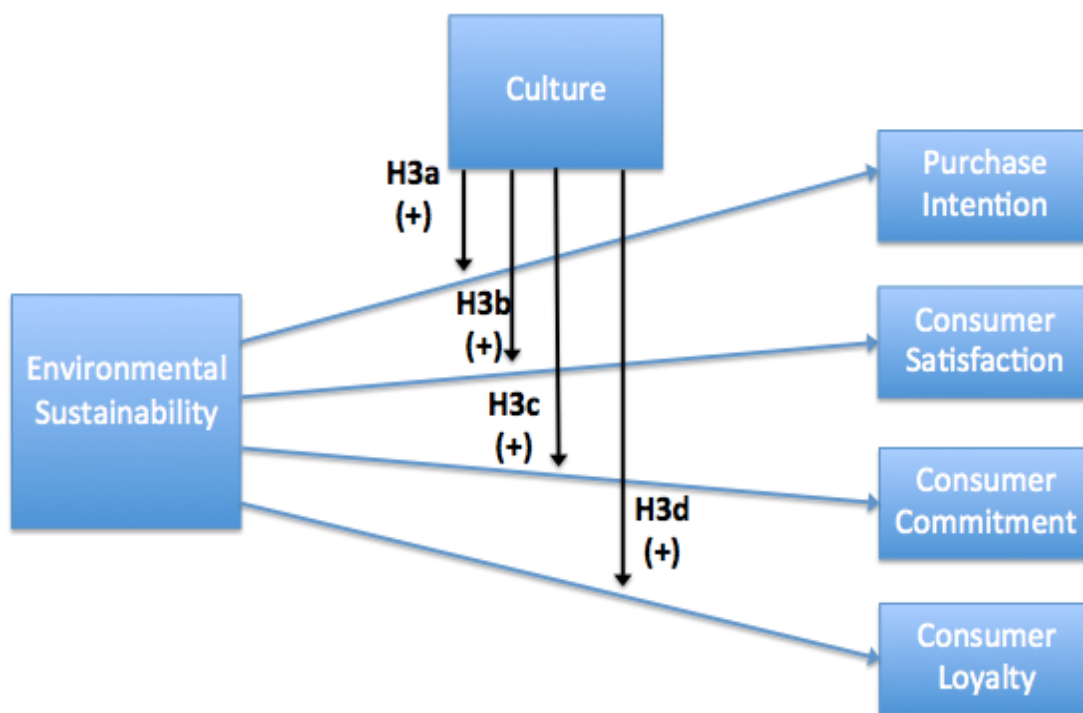 Culture
H3a
(+)
Purchase
Intention
H3b
(+)
Consumer
Satisfaction
Environmental
Sustainability
H3c
(+)
Consumer
Commitment
H3d
(+)
Consumer
Loyalty